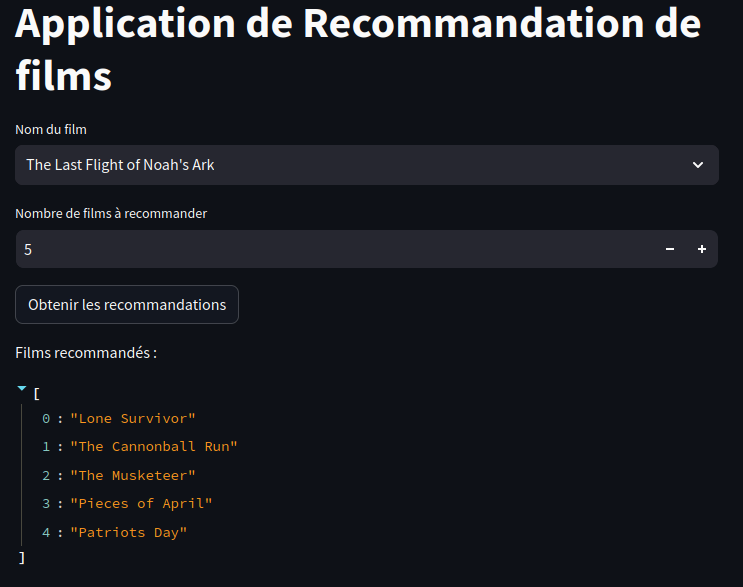 Application de Recommandation de
films
Nom du film
The Last Flight of Noah's Ark
Nombre de films à recommander
5
Obtenir les recommandations
Films recommandés :
[
0 : "Lone Survivor"
1 : "The Cannonball Run"
2 : "The Musketeer"
3 : "Pieces of April"
4 : "Patriots Day"
]